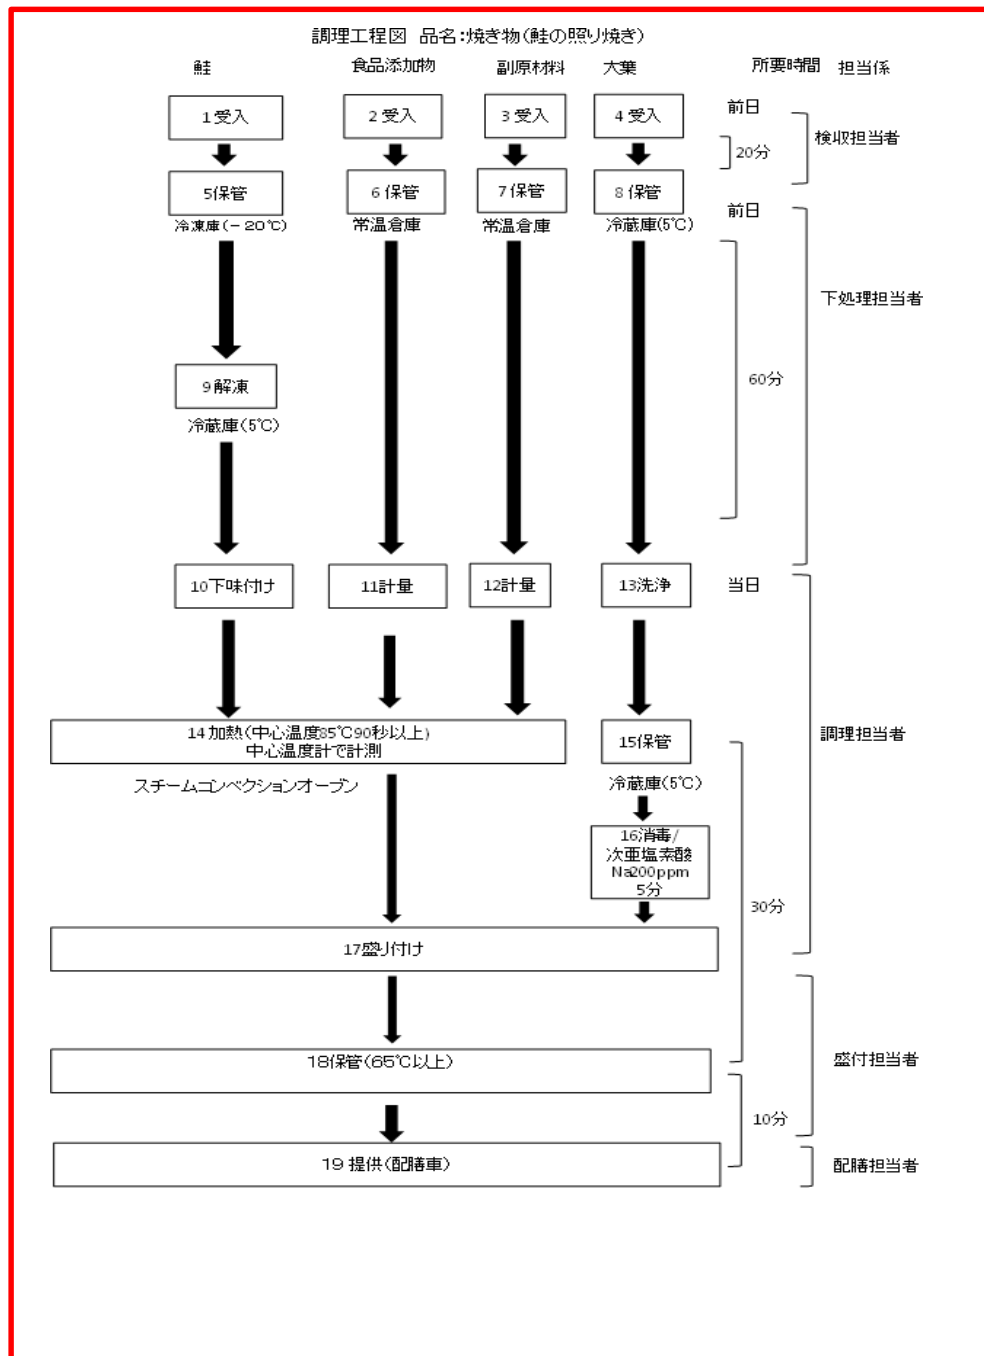 調理工程図 品名:焼き物(鮭の照り焼き)
鮭 食品添加物 副原材料 大葉 所要時間 担当係
1 受入 2 受入 3 受入 4 受入 前日
20分 検収担当者
5保管 6 保管 7 保管 8 保管
冷凍庫(-20℃) 常温倉庫 常温倉庫 冷蔵庫(5℃) 前日
下処理担当者
9 解凍 60分
冷蔵庫(5℃)
10下味付け 11計量 12計量 13洗浄 当日
14 加熱(中心温度85℃90秒以上)
中心温度計で計測
15保管 調理担当者
スチームコンベクションオーブン 冷蔵庫(5℃)
16消毒/
次亜塩素酸
Na200ppm
5分
30分
17盛り付け
18保管(65℃以上) 盛付担当者
10分
19 提供(配膳車) 配膳担当者